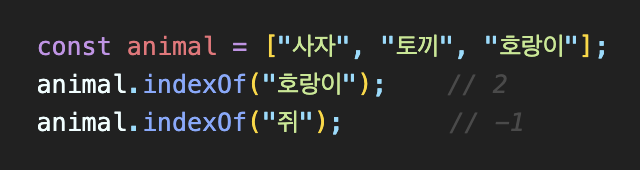 const animal = ["사자", "토끼", "호랑이"];
animal.indexOf("호랑이"); // 2
animal.indexOf("쥐"); // -1